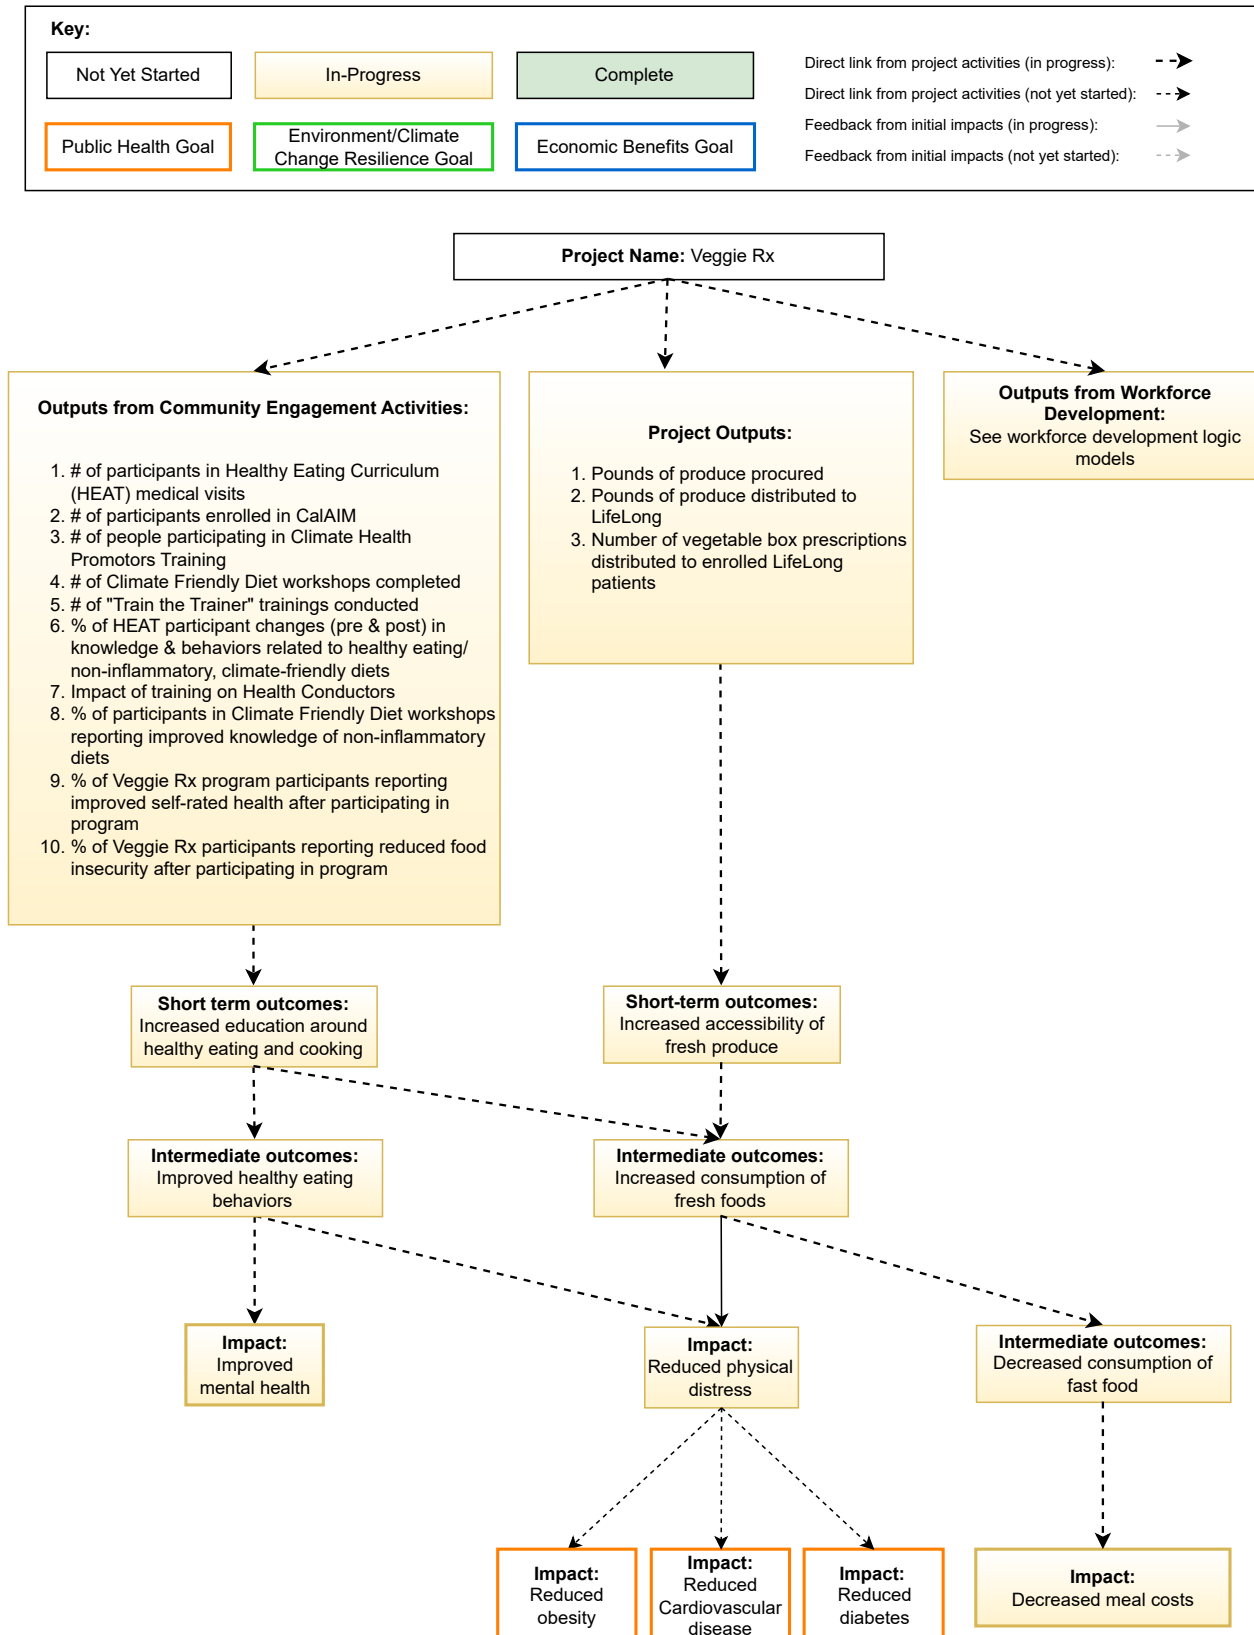 Key:
Not Yet Started
In-Progress
Complete
Public Health Goal
Environment/Climate
Change Resilience Goal
Economic Benefits Goal
Direct link from project activities (in progress):
Direct link from project activities (not yet started):
Feedback from initial impacts (in progress):
Feedback from initial impacts (not yet started):
Project Name: Veggie Rx
Outputs from Community Engagement Activities:
1. # of participants in Healthy Eating Curriculum
(HEAT) medical visits
2. # of participants enrolled in CalAIM
3. # of people participating in Climate Health
Promotors Training
4. # of Climate Friendly Diet workshops completed
5. # of "Train the Trainer" trainings conducted
6. % of HEAT participant changes (pre & post) in
knowledge & behaviors related to healthy eating/
non-inflammatory, climate-friendly diets
7. Impact of training on Health Conductors
8. % of participants in Climate Friendly Diet workshops
reporting improved knowledge of non-inflammatory
diets
9. % of Veggie Rx program participants reporting
improved self-rated health after participating in
program
10. % of Veggie Rx participants reporting reduced food
insecurity after participating in program
Project Outputs:
1. Pounds of produce procured
2. Pounds of produce distributed to
LifeLong
3. Number of vegetable box prescriptions
distributed to enrolled LifeLong
patients
Outputs from Workforce
Development:
See workforce development logic
models
Short term outcomes:
Increased education around
healthy eating and cooking
Short-term outcomes:
Increased accessibility of
fresh produce
Intermediate outcomes:
Improved healthy eating
behaviors
Intermediate outcomes:
Increased consumption of
fresh foods
Impact:
Improved
mental health
Impact:
Reduced physical
distress
Intermediate outcomes:
Decreased consumption of
fast food
Impact:
Reduced
obesity
Impact:
Reduced
Cardiovascular
disease
Impact:
Reduced
diabetes
Impact:
Decreased meal costs